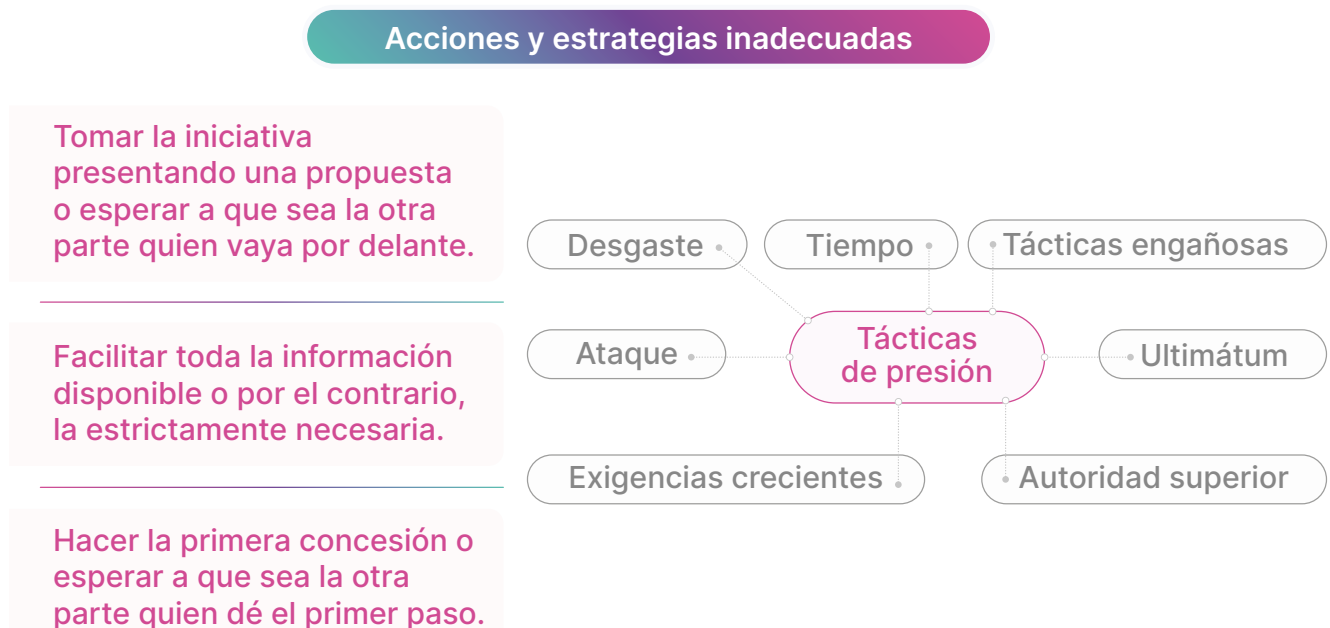 Acciones y estrategias inadecuadas
Tomar la iniciativa
presentando una propuesta
o esperar a que sea la otra
parte quien vaya por delante.
Facilitar toda la información
disponible o por el contrario,
la estrictamente necesaria.
Hacer la primera concesión o
esperar a que sea la otra
parte quien dé el primer paso.
Desgaste
Tiempo
Tácticas engañosas
Ataque
Tácticas
de presión
Ultimátum
Exigencias crecientes
Autoridad superior